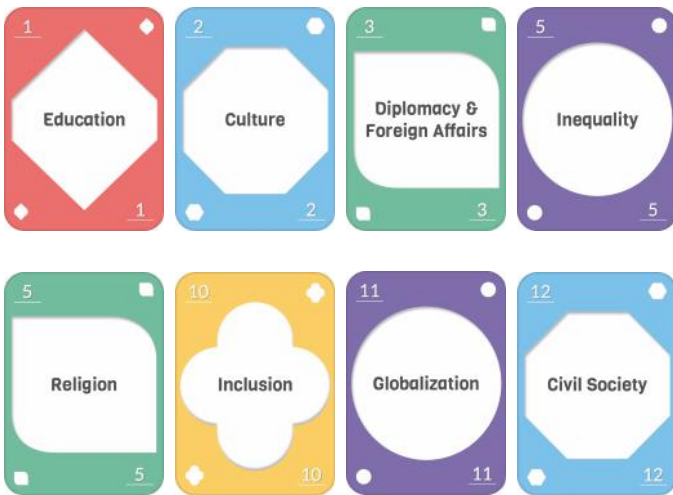 1
Education
1
2
Culture
2
3
Diplomacy &
Foreign Affairs
3
5
Inequality
5
5
Religion
5
10
Inclusion
10
11
Globalization
11
12
Civil Society
12